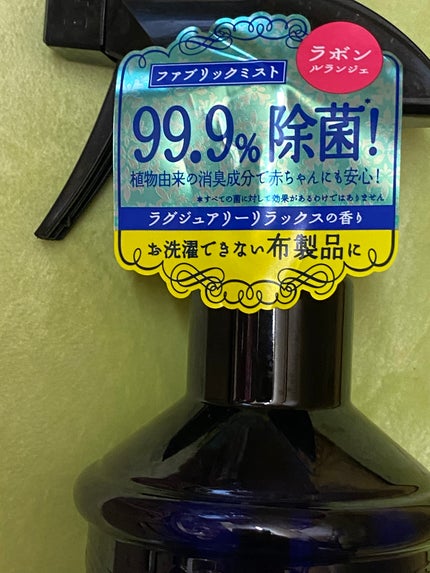 ラボン
ルランジェ
ファブリックミスト
99.9%除菌!*
植物由来の消臭成分で赤ちゃんにも安心!
*すべての菌に対して効果があるわけではありません
ラグジュアリーリラックスの香り
お洗濯できない布製品に